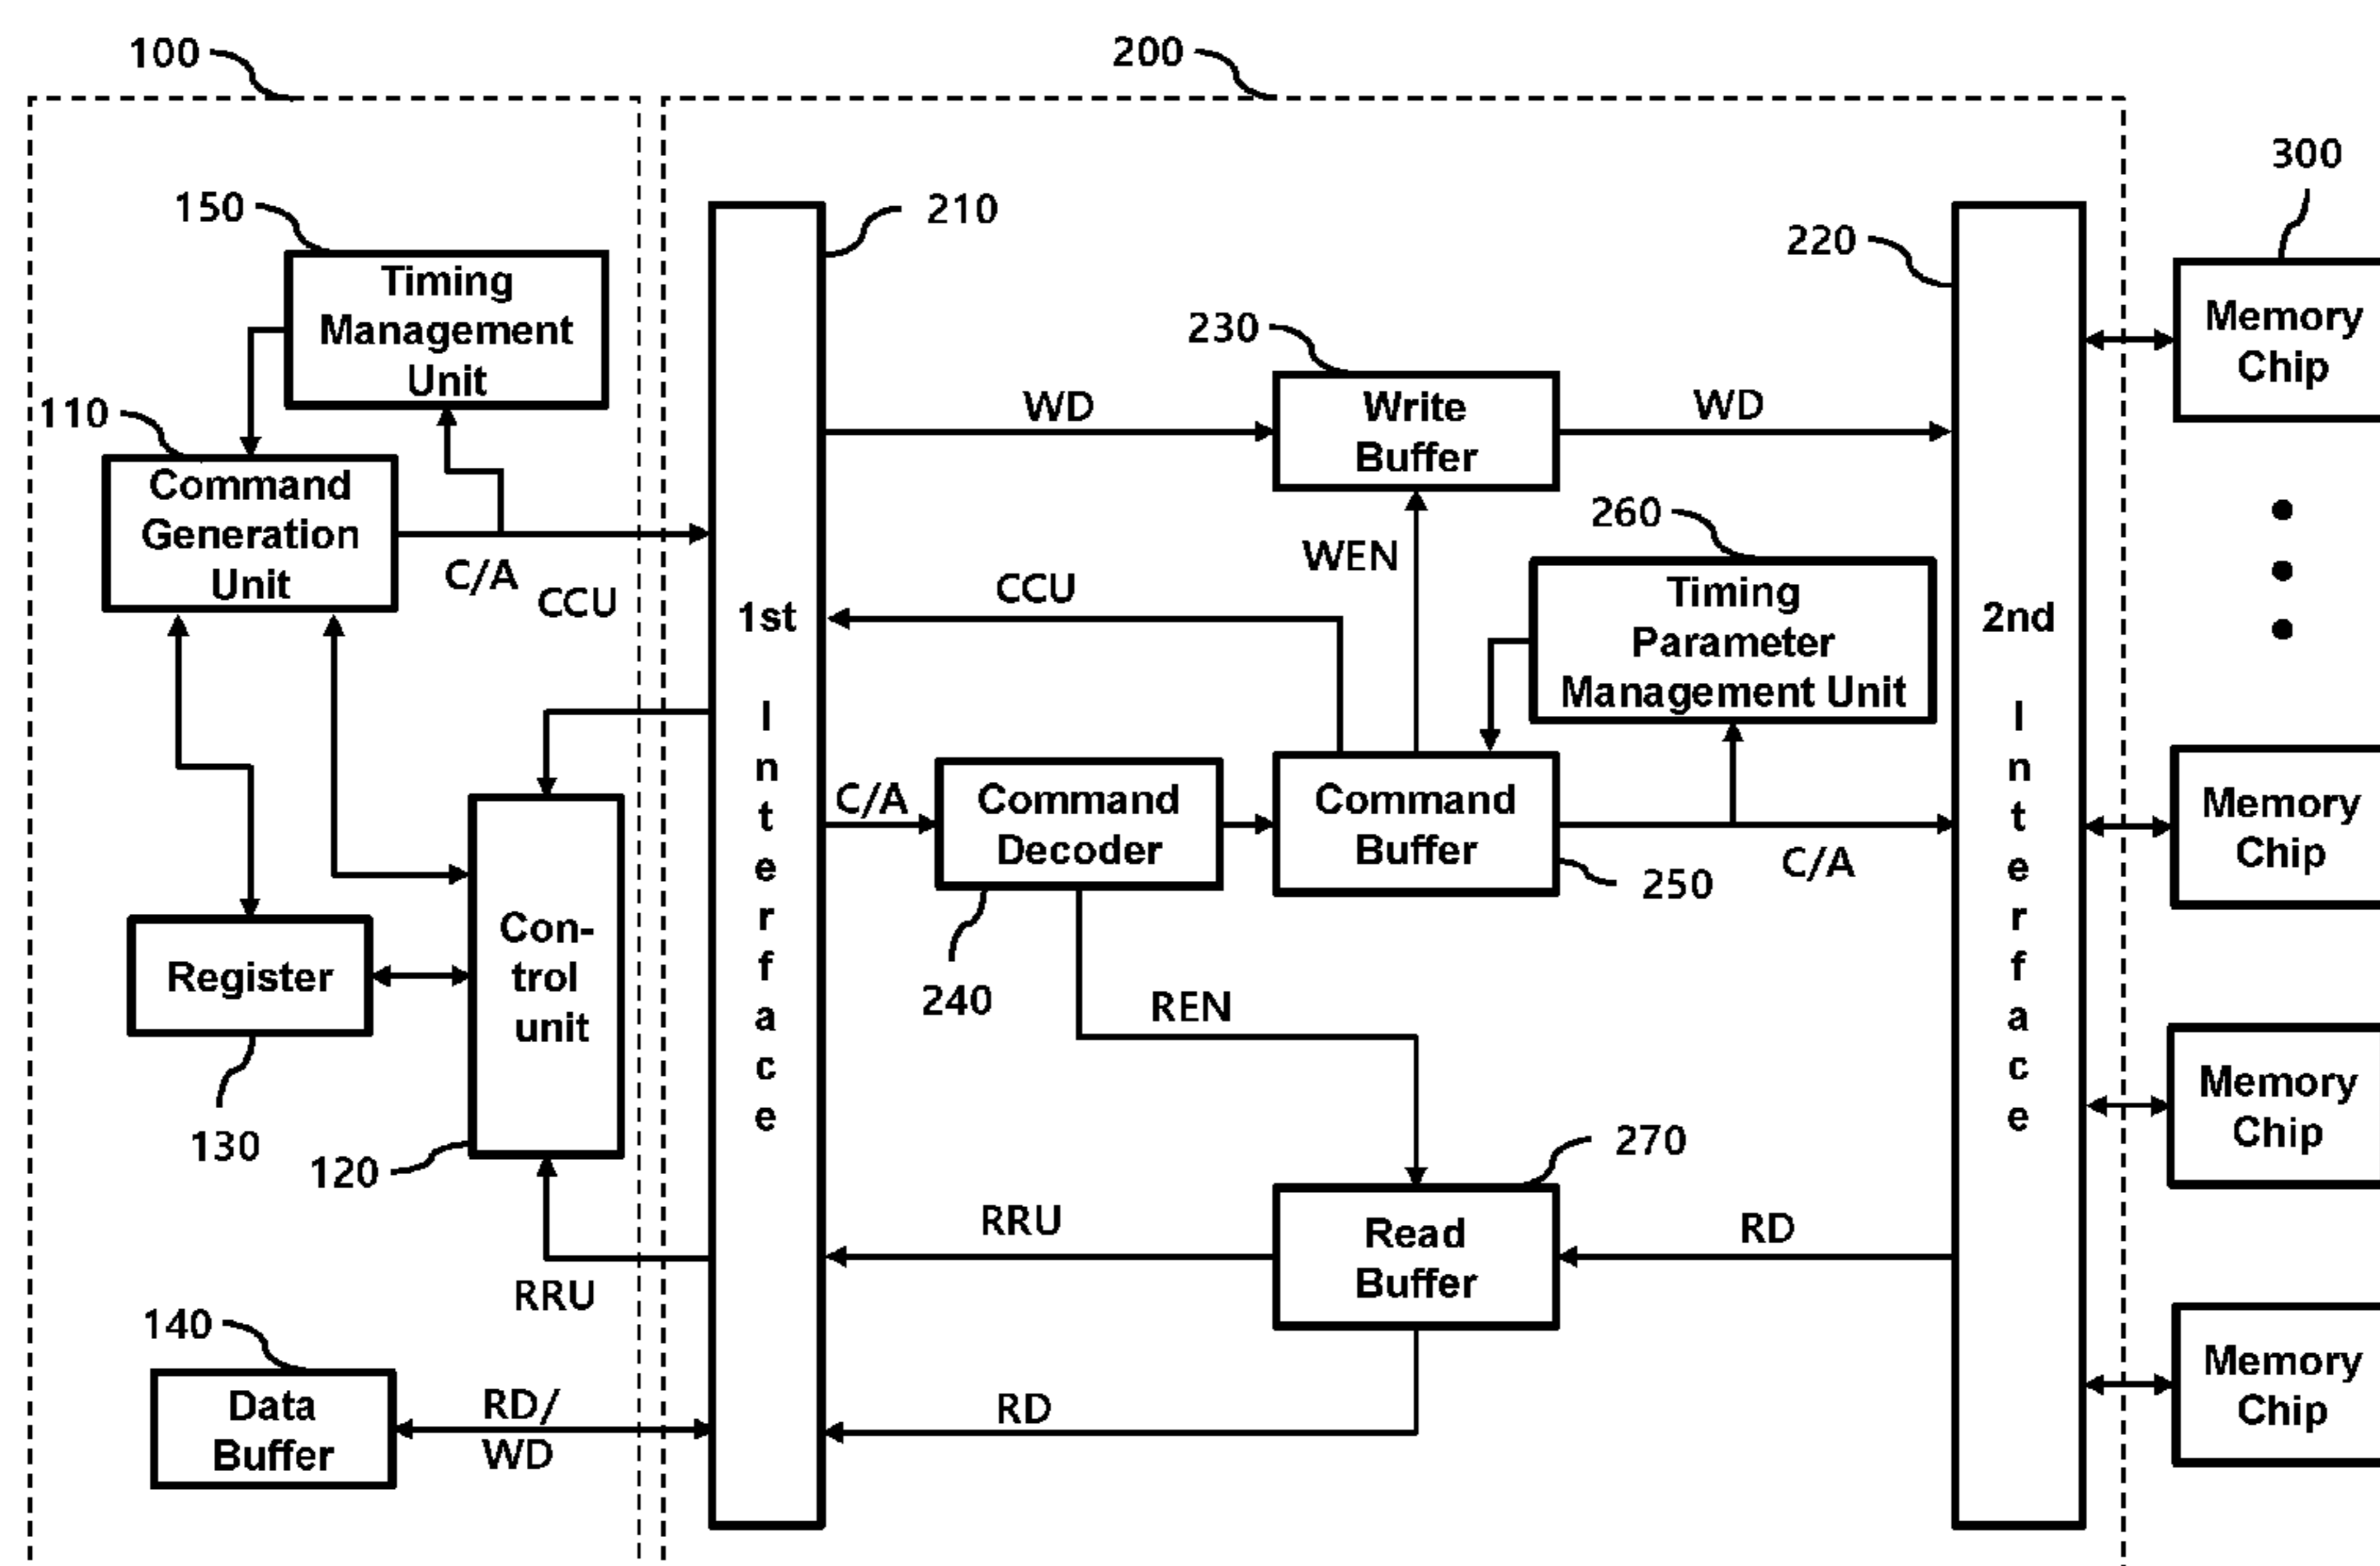 100
200
300
150
210
220
Timing
Management
Unit
230
Memory
Chip
110
WD
Write
Buffer
WD
Command
Generation
Unit
C/A
CCU
260
WEN
CCU
Timing
Parameter
Management Unit
1st
I
n
t
e
r
f
a
c
e
2nd
I
n
t
e
r
f
a
c
e
C/A
Command
Decoder
Command
Buffer
C/A
250
Memory
Chip
Con-
trol
unit
Register
240
REN
130
120
270
Memory
Chip
RRU
Read
Buffer
RD
RRU
140
Data
Buffer
RD/
WD
RD
Memory
Chip